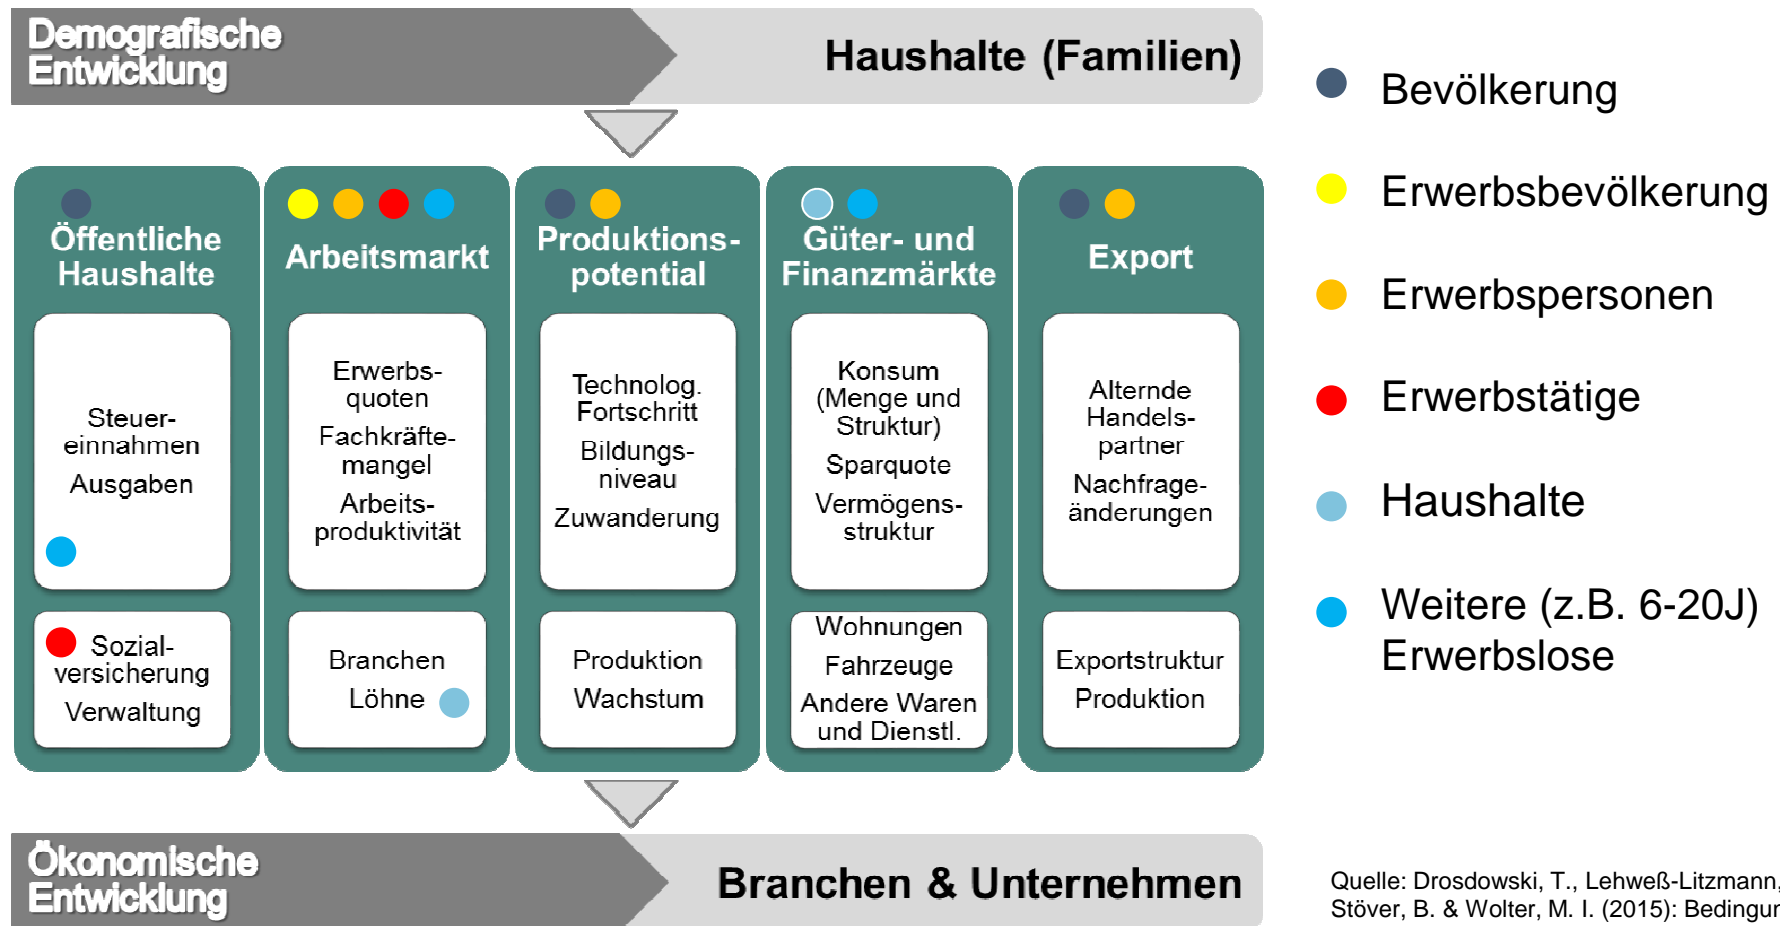 Demografische
Entwicklung
Haushalte (Familien)
Öffentliche
Haushalte
Steuer-
einnahmen
Ausgaben
Sozial-
versicherung
Verwaltung
Arbeitsmarkt
Erwerbs-
quoten
Fachkräfte-
mangel
Arbeits-
produktivität
Branchen
Löhne
Produktions-
potential
Technolog.
Fortschritt
Bildungs-
niveau
Zuwanderung
Produktion
Wachstum
Güter- und
Finanzmärkte
Konsum
(Menge und
Struktur)
Sparquote
Vermögens-
struktur
Wohnungen
Fahrzeuge
Andere Waren
und Dienstl.
Export
Alternde
Handels-
partner
Nachfrage-
änderungen
Exportstruktur
Produktion
Ökonomische
Entwicklung
Branchen & Unternehmen
Bevölkerung
Erwerbsbevölkerung
Erwerbspersonen
Erwerbstätige
Haushalte
Weitere (z.B. 6-20J)
Erwerbslose
Quelle: Drosdowski, T., Lehweß-Litzmann,
Stöver, B. & Wolter, M. I. (2015): Bedingun